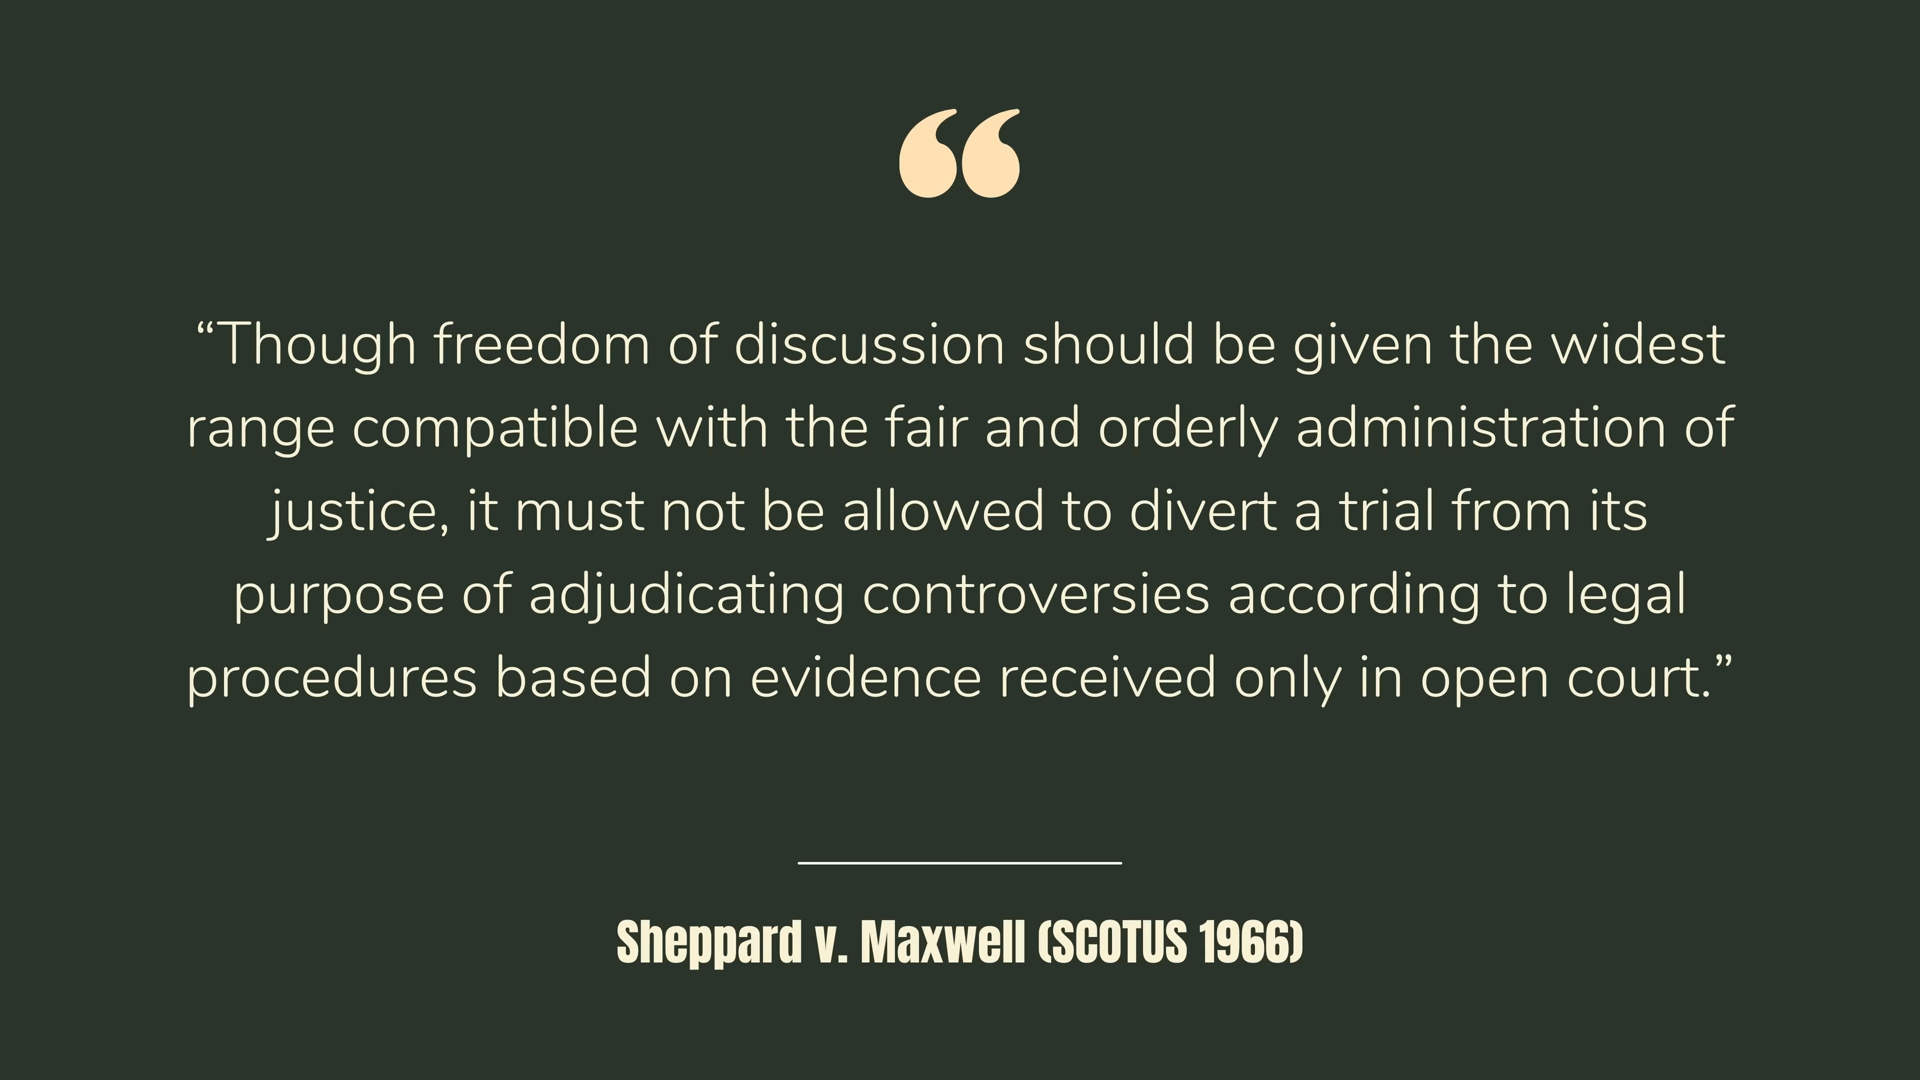 “
“Though freedom of discussion should be given the widest
range compatible with the fair and orderly administration of
justice, it must not be allowed to divert a trial from its
purpose of adjudicating controversies according to legal
procedures based on evidence received only in open court.”
Sheppard v. Maxwell (SCOTUS 1966)